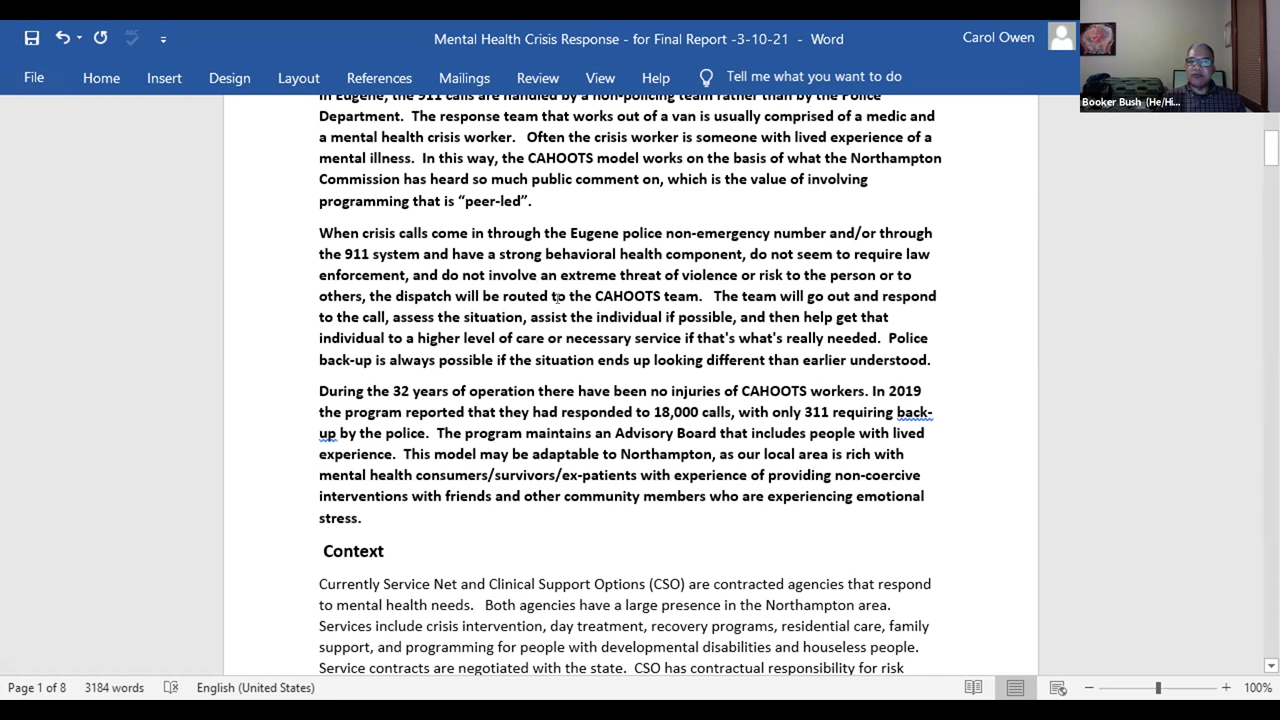 Mental Health Crisis Response - for Final Report -3-10-21 - Word
Carol Owen
File Home Insert Design Layout References Mailings Review View Help Tell me what you want to do
Booker Bush (He/Hi...
In Eugene, the 911 calls are handled by a non-policing team rather than by the Police
Department. The response team that works out of a van is usually comprised of a medic and
a mental health crisis worker. Often the crisis worker is someone with lived experience of a
mental illness. In this way, the CAHOOTS model works on the basis of what the Northampton
Commission has heard so much public comment on, which is the value of involving
programming that is “peer-led”.
When crisis calls come in through the Eugene police non-emergency number and/or through
the 911 system and have a strong behavioral health component, do not seem to require law
enforcement, and do not involve an extreme threat of violence or risk to the person or to
others, the dispatch will be routed to the CAHOOTS team. The team will go out and respond
to the call, assess the situation, assist the individual if possible, and then help get that
individual to a higher level of care or necessary service if that's what's really needed. Police
back-up is always possible if the situation ends up looking different than earlier understood.
During the 32 years of operation there have been no injuries of CAHOOTS workers. In 2019
the program reported that they had responded to 18,000 calls, with only 311 requiring back-
up by the police. The program maintains an Advisory Board that includes people with lived
experience. This model may be adaptable to Northampton, as our local area is rich with
mental health consumers/survivors/ex-patients with experience of providing non-coercive
interventions with friends and other community members who are experiencing emotional
stress.
Context
Currently Service Net and Clinical Support Options (CSO) are contracted agencies that respond
to mental health needs. Both agencies have a large presence in the Northampton area.
Services include crisis intervention, day treatment, recovery programs, residential care, family
support, and programming for people with developmental disabilities and houseless people.
Service contracts are negotiated with the state. CSO has contractual responsibility for risk
Page 1 of 8 3184 words English (United States) 100%